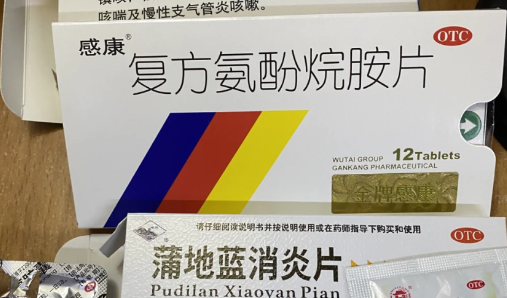 咳喘及慢性支气管炎咳嗽。
感康®
OTC
复方氨酚烷胺片
WUTAI GROUP
GANKANG PHARMACEUTICAL
12Tablets
金牌感康
请仔细阅读说明书并按说明使用或在药师指导下购买和使用
OTC
蒲地蓝消炎片
Pudilan Xiaoyan Pian